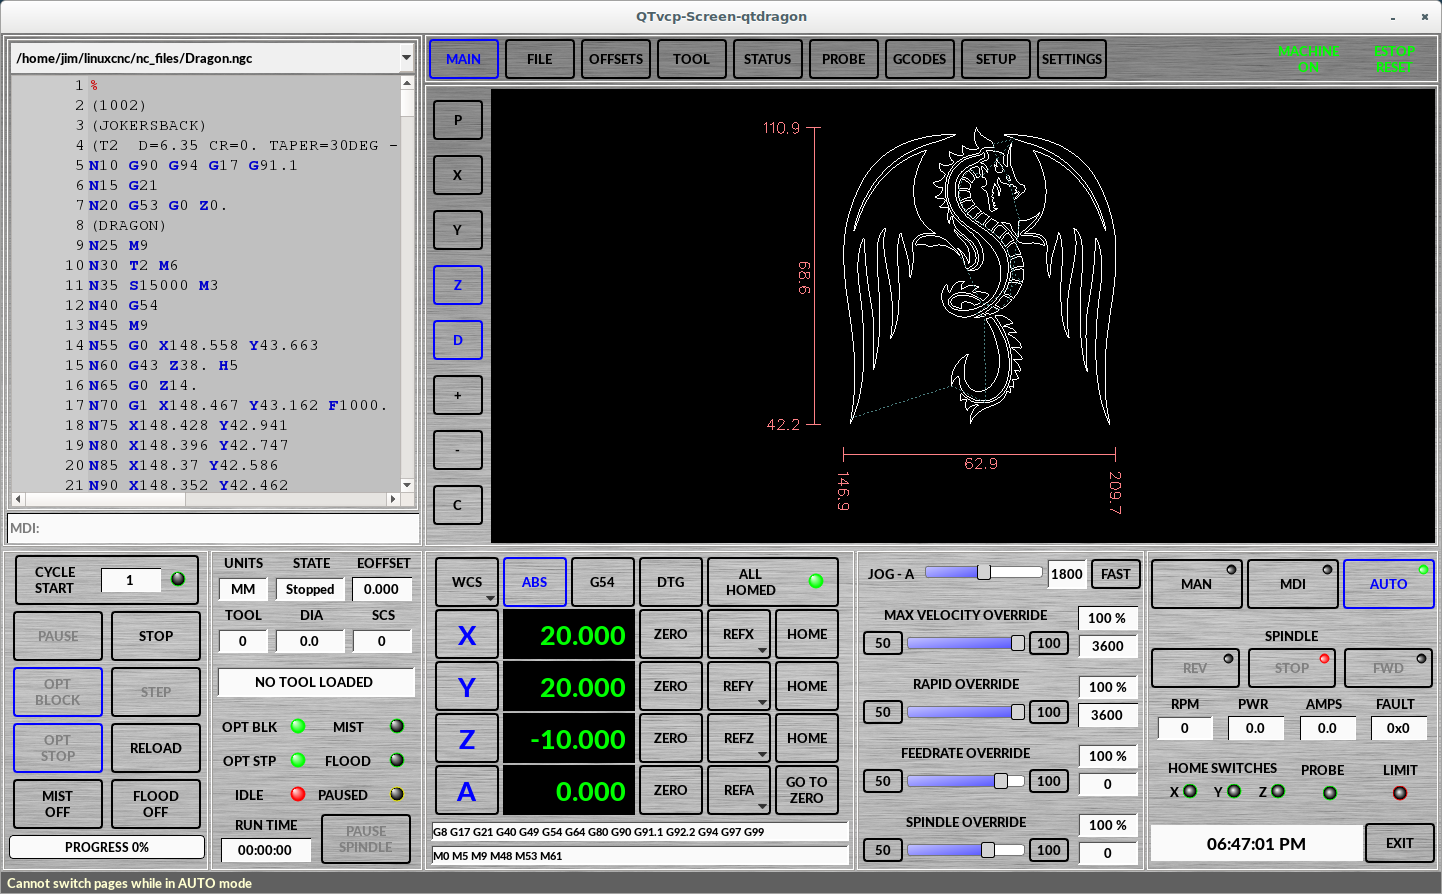 QTvcp-Screen-qtdragon
/home/jim/linuxcnc/nc_files/Dragon.ngc
1 %
2 (1002)
3 (JOKERSBACK)
4 (T2  D=6.35 CR=0. TAPER=30DEG -
5 N10 G90 G94 G17 G91.1
6 N15 G21
7 N20 G53 G0 Z0.
8 (DRAGON)
9 N25 M9
10 N30 T2 M6
11 N35 S15000 M3
12 N40 G54
13 N45 M9
14 N55 G0 X148.558 Y43.663
15 N60 G43 Z38. H5
16 N65 G0 Z14.
17 N70 G1 X148.467 Y43.162 F1000.
18 N75 X148.428 Y42.941
19 N80 X148.396 Y42.747
20 N85 X148.37 Y42.586
21 N90 X148.352 Y42.462
MDI:
MAIN FILE OFFSETS TOOL STATUS PROBE GCODES SETUP SETTINGS
MACHINE ON
ESTOP RESET
P
X
Y
Z
D
+
-
C
110.9
68.6
42.2
62.9
146.9
209.7
CYCLE START 1
PAUSE STOP
OPT BLOCK STEP
OPT STOP RELOAD
MIST OFF FLOOD OFF
PROGRESS 0%
UNITS STATE EOFFSET
MM Stopped 0.000
TOOL DIA SCS
0 0.0 0
NO TOOL LOADED
OPT BLK MIST
OPT STP FLOOD
IDLE PAUSED
RUN TIME
00:00:00
PAUSE SPINDLE
WCS ABS G54 DTG ALL HOMED
X 20.000 ZERO REFX HOME
Y 20.000 ZERO REFY HOME
Z -10.000 ZERO REFZ HOME
A 0.000 ZERO REFA GO TO ZERO
G8 G17 G21 G40 G49 G54 G64 G80 G90 G91.1 G92.2 G94 G97 G99
M0 M5 M9 M48 M53 M61
JOG - A 1800 FAST
MAX VELOCITY OVERRIDE 100 %
50 100 3600
RAPID OVERRIDE 100 %
50 100 3600
FEEDRATE OVERRIDE 100 %
50 100 0
SPINDLE OVERRIDE 100 %
50 100 0
MAN MDI AUTO
SPINDLE
REV STOP FWD
RPM PWR AMPS FAULT
0 0.0 0.0 0x0
HOME SWITCHES PROBE LIMIT
X Y Z
06:47:01 PM EXIT
Cannot switch pages while in AUTO mode